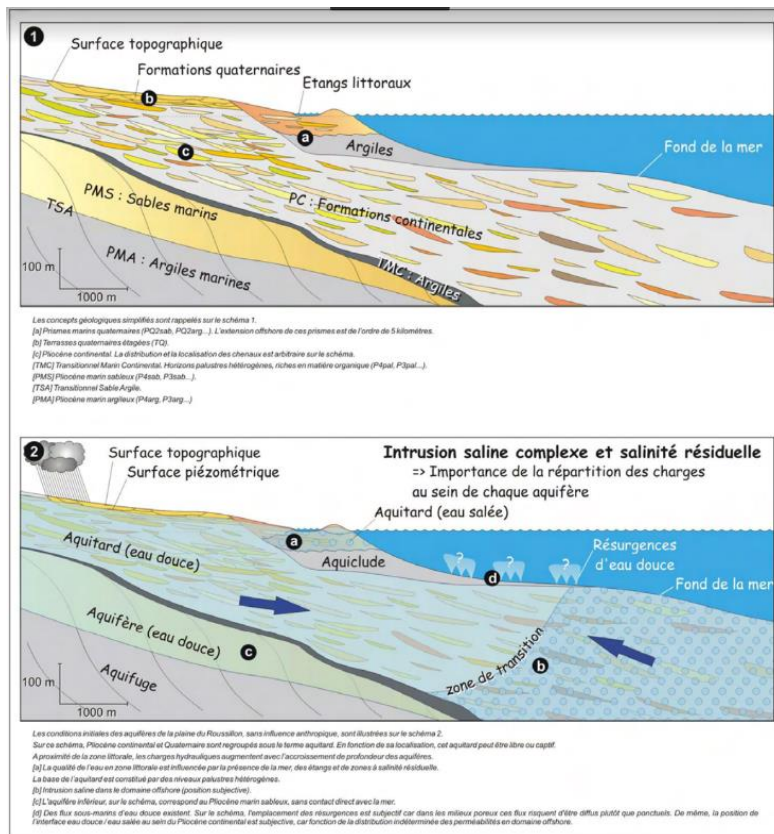 1
Surface topographique
Formations quaternaires
Etangs littoraux
b
a
Argiles
c
Fond de la mer
PMS : Sables marins
PC : Formations continentales
TSA
TMC : Argiles
PMA : Argiles marines
100 m
1000 m
Les concepts géologiques simplifiés sont rappelés sur le schéma 1.
[a] Prismes marins quaternaires (PQ2sab, PQ2arg...). L'extension offshore de ces prismes est de l'ordre de 5 kilomètres.
[b] Terrasses quaternaires étagées (TQ).
[c] Pliocène continental. La distribution et la localisation des chenaux est arbitraire sur le schéma.
[TMC] Transitionnel Marin Continental. Horizons palustres hétérogènes, riches en matière organique (P4pal, P3pal...).
[PMS] Pliocène marin sableux (P4sab, P3sab...).
[TSA] Transitionnel Sable Argile.
[PMA] Pliocène marin argileux (P4arg, P3arg...)
2
Surface topographique
Surface piézométrique
Intrusion saline complexe et salinité résiduelle
=> Importance de la répartition des charges
au sein de chaque aquifère
Aquitard (eau salée)
a
Aquitard (eau douce)
Aquiclude
? ? ?
Résurgences
d'eau douce
d
Fond de la mer
Aquifère (eau douce)
c
zone de transition
b
Aquifuge
100 m
1000 m
Les conditions initiales des aquifères de la plaine du Roussillon, sans influence anthropique, sont illustrées sur le schéma 2.
Sur ce schéma, Pliocène continental et Quaternaire sont regroupés sous le terme aquitard. En fonction de sa localisation, cet aquitard peut être libre ou captif.
A proximité de la zone littorale, les charges hydrauliques augmentent avec l'accroissement de profondeur des aquifères.
[a] La qualité de l'eau en zone littorale est influencée par la présence de la mer, des étangs et de zones à salinité résiduelle.
La base de l'aquitard est constitué par des niveaux palustres hétérogènes.
[b] Intrusion saline dans le domaine offshore (position subjective).
[c] L'aquifère inférieur, sur le schéma, correspond au Pliocène marin sableux, sans contact direct avec la mer.
[d] Des flux sous-marins d'eau douce existent. Sur le schéma, l'emplacement des résurgences est subjectif car dans les milieux poreux ces flux risquent d'être diffus plutôt que ponctuels. De même, la position de
l'interface eau douce / eau salée au sein du Pliocène continental est subjective, car fonction de la distribution indéterminée des perméabilités en domaine offshore.